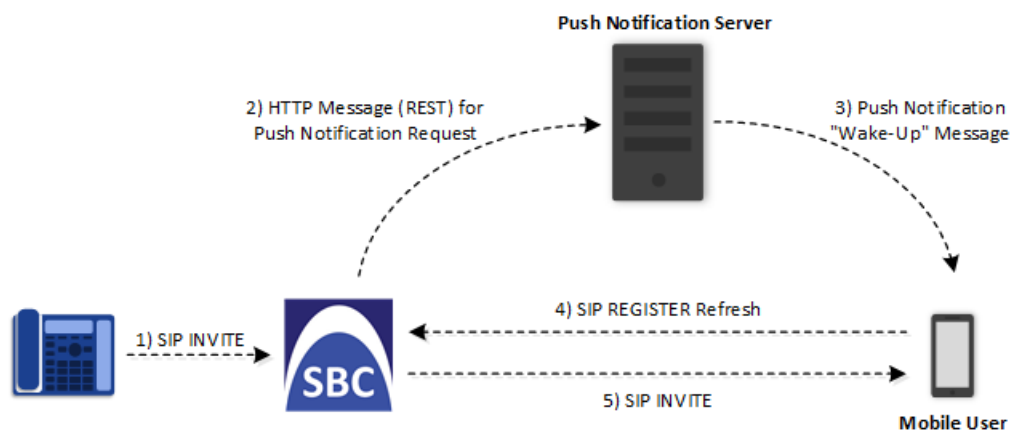 Push Notification Server
2) HTTP Message (REST) for
Push Notification Request
3) Push Notification
"Wake-Up" Message
1) SIP INVITE
SBC
4) SIP REGISTER Refresh
5) SIP INVITE
Mobile User